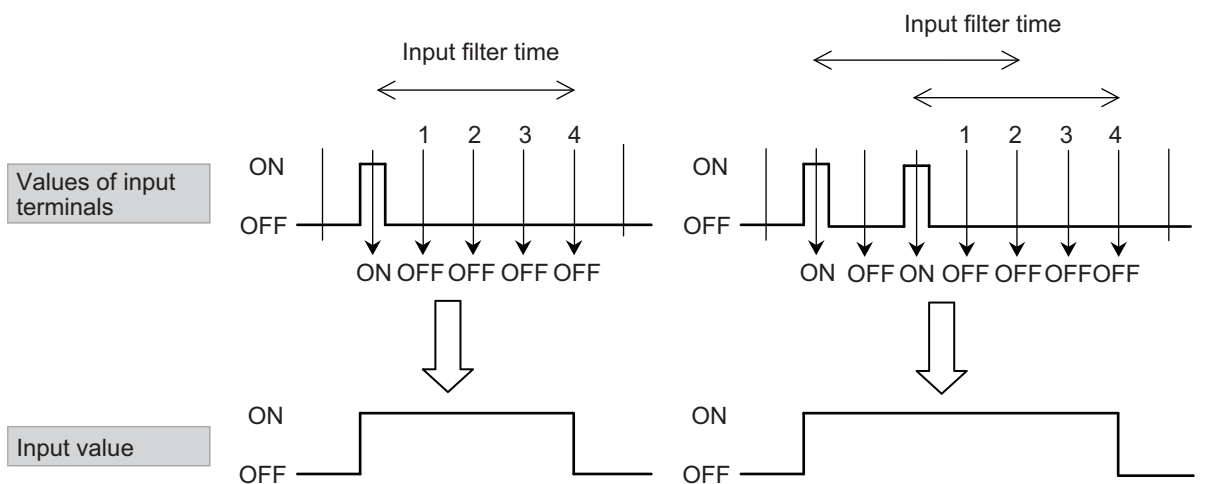 Input filter time
Input filter time
1 2 3 4
1 2 3 4
Values of input
terminals
ON
OFF
ON
OFF
ON OFF OFF OFF OFF
ON OFF ON OFF OFF OFF OFF
Input value
ON
OFF
ON
OFF